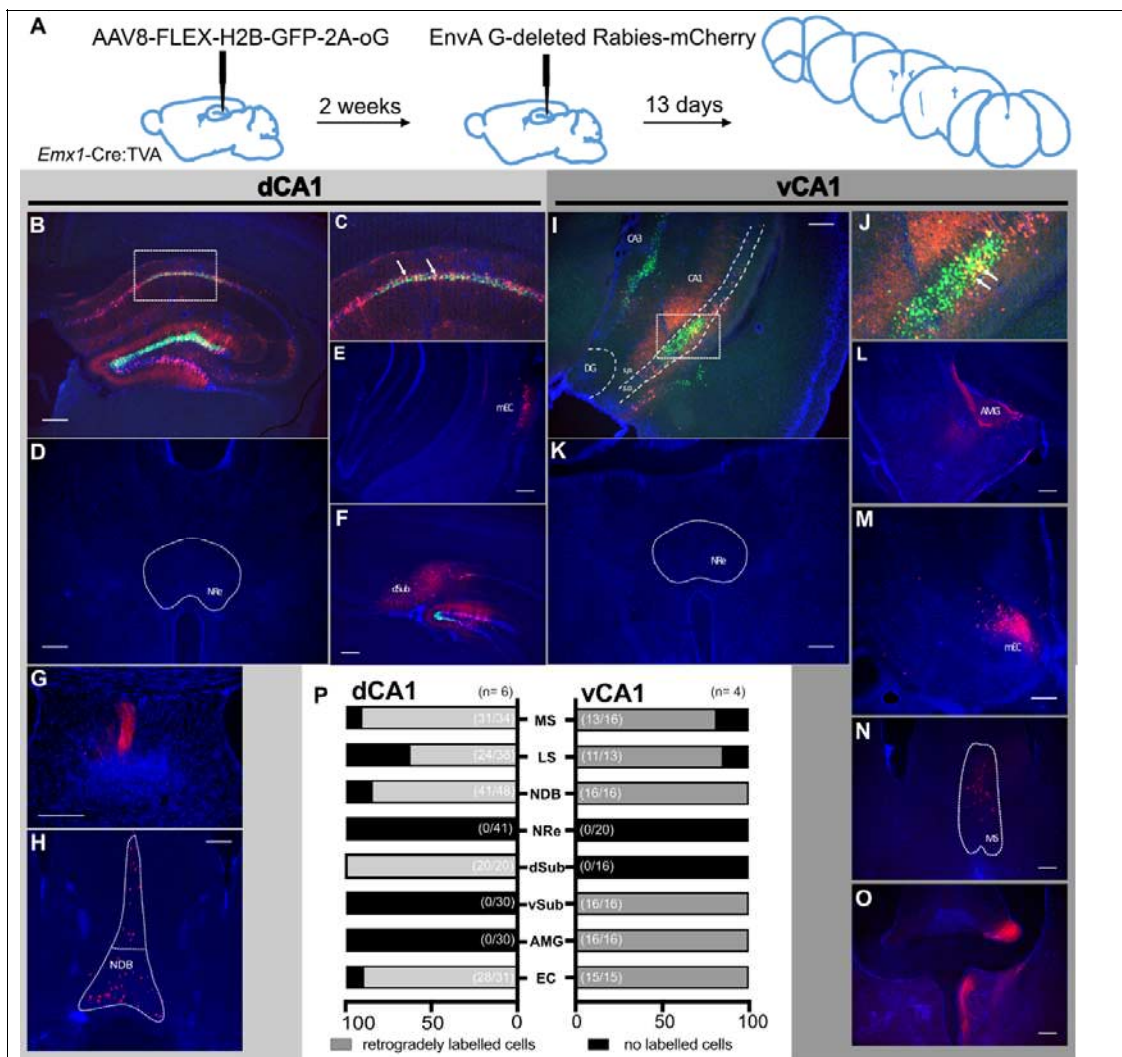 A
AAV8-FLEX-H2B-GFP-2A-oG
EnvA G-deleted Rabies-mCherry
2 weeks
13 days
Emx1-Cre:TVA
dCA1
vCA1
B
C
E
mEC
D
NRe
F
dSub
G
H
NDB
I
CA3
CA1
DG
J
K
NRe
L
AMG
M
mEC
N
MS
O
P
dCA1 (n= 6)
vCA1 (n= 4)
(31/34) MS (13/16)
(24/38) LS (11/13)
(41/48) NDB (16/16)
(0/41) NRe (0/20)
(20/20) dSub (0/16)
(0/30) vSub (16/16)
(0/30) AMG (16/16)
(28/31) EC (15/15)
100 50 0
0 50 100
retrogradely labelled cells
no labelled cells